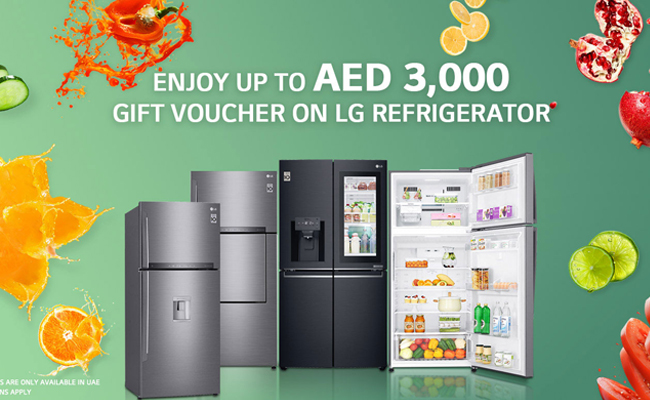 ENJOY UP TO AED 3,000
GIFT VOUCHER ON LG REFRIGERATOR
S ARE ONLY AVAILABLE IN UAE
NS APPLY